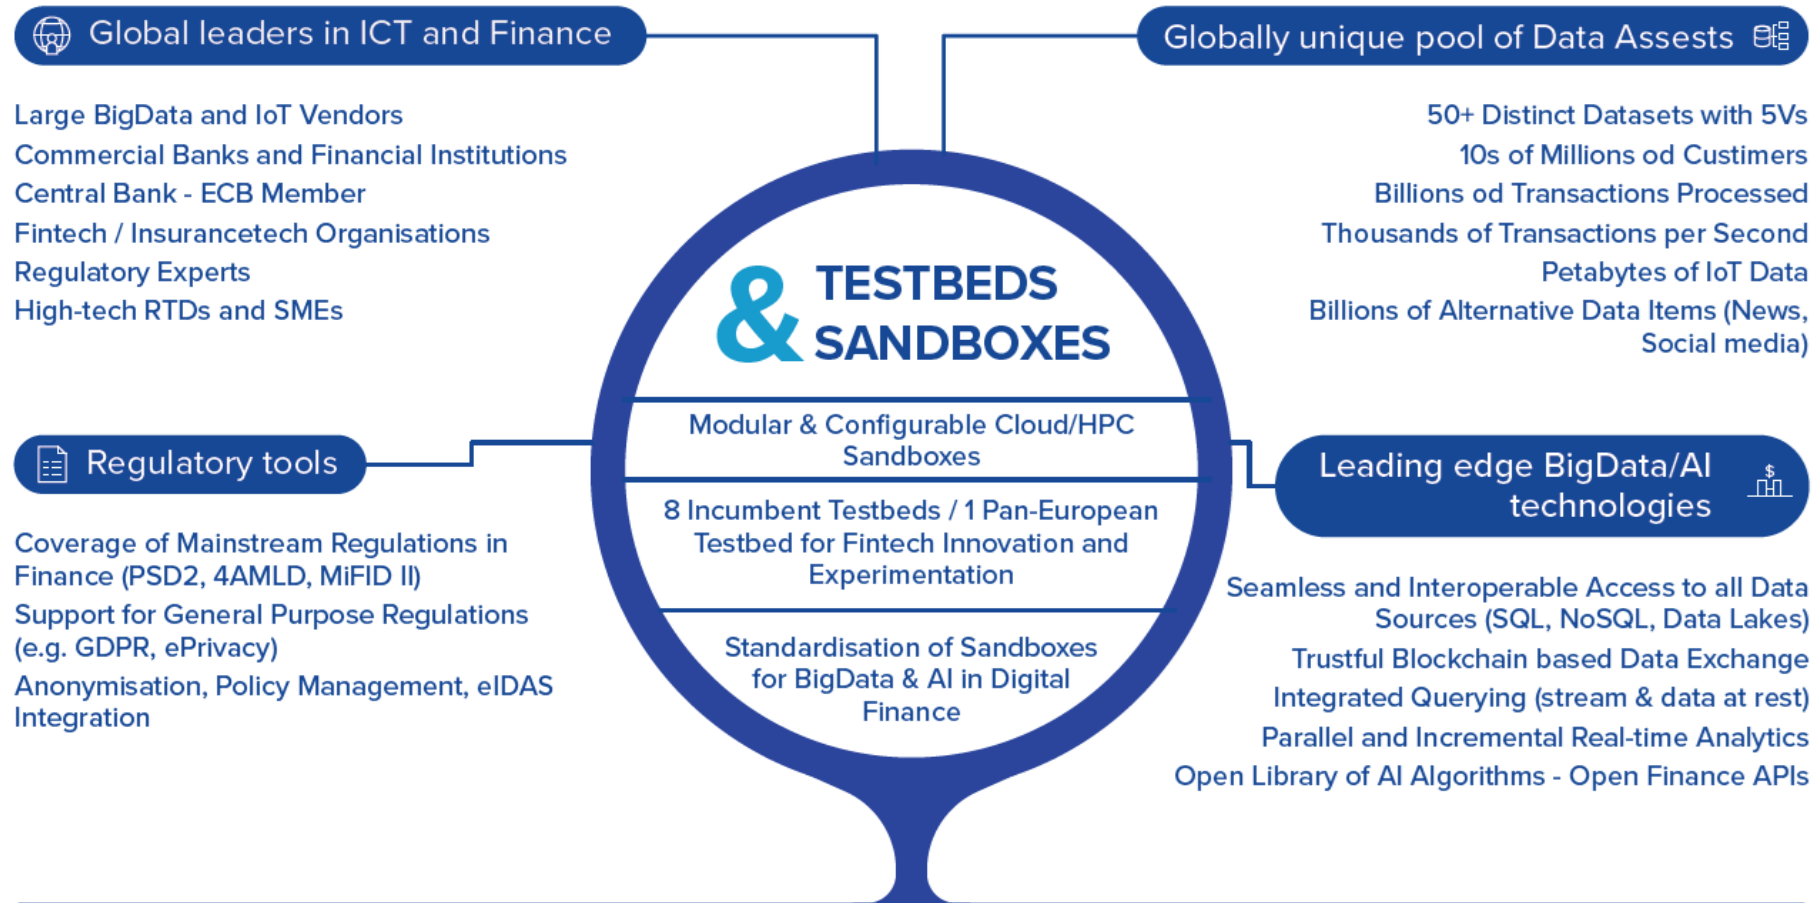 Global leaders in ICT and Finance
Large BigData and IoT Vendors
Commercial Banks and Financial Institutions
Central Bank - ECB Member
Fintech / Insurancetech Organisations
Regulatory Experts
High-tech RTDs and SMEs
Globally unique pool of Data Assests
50+ Distinct Datasets with 5Vs
10s of Millions od Custimers
Billions od Transactions Processed
Thousands of Transactions per Second
Petabytes of IoT Data
Billions of Alternative Data Items (News,
Social media)
& TESTBEDS
SANDBOXES
Modular & Configurable Cloud/HPC
Sandboxes
8 Incumbent Testbeds / 1 Pan-European
Testbed for Fintech Innovation and
Experimentation
Standardisation of Sandboxes
for BigData & AI in Digital
Finance
Regulatory tools
Coverage of Mainstream Regulations in
Finance (PSD2, 4AMLD, MiFID II)
Support for General Purpose Regulations
(e.g. GDPR, ePrivacy)
Anonymisation, Policy Management, eIDAS
Integration
Leading edge BigData/AI
technologies
Seamless and Interoperable Access to all Data
Sources (SQL, NoSQL, Data Lakes)
Trustful Blockchain based Data Exchange
Integrated Querying (stream & data at rest)
Parallel and Incremental Real-time Analytics
Open Library of AI Algorithms - Open Finance APIs